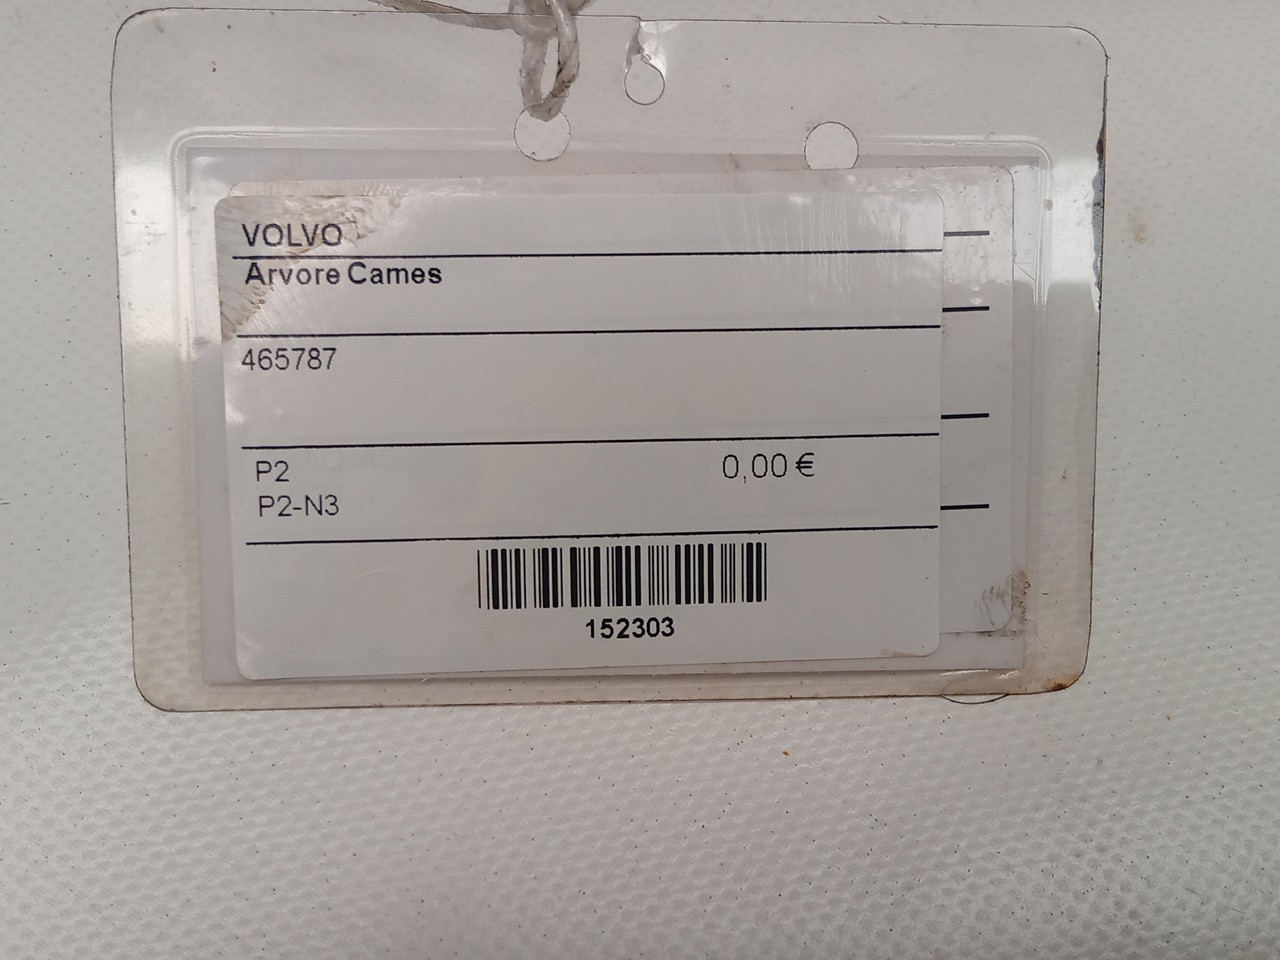 VOLVO
Arvore Cames
465787
P2
0,00 €
P2-N3
152303